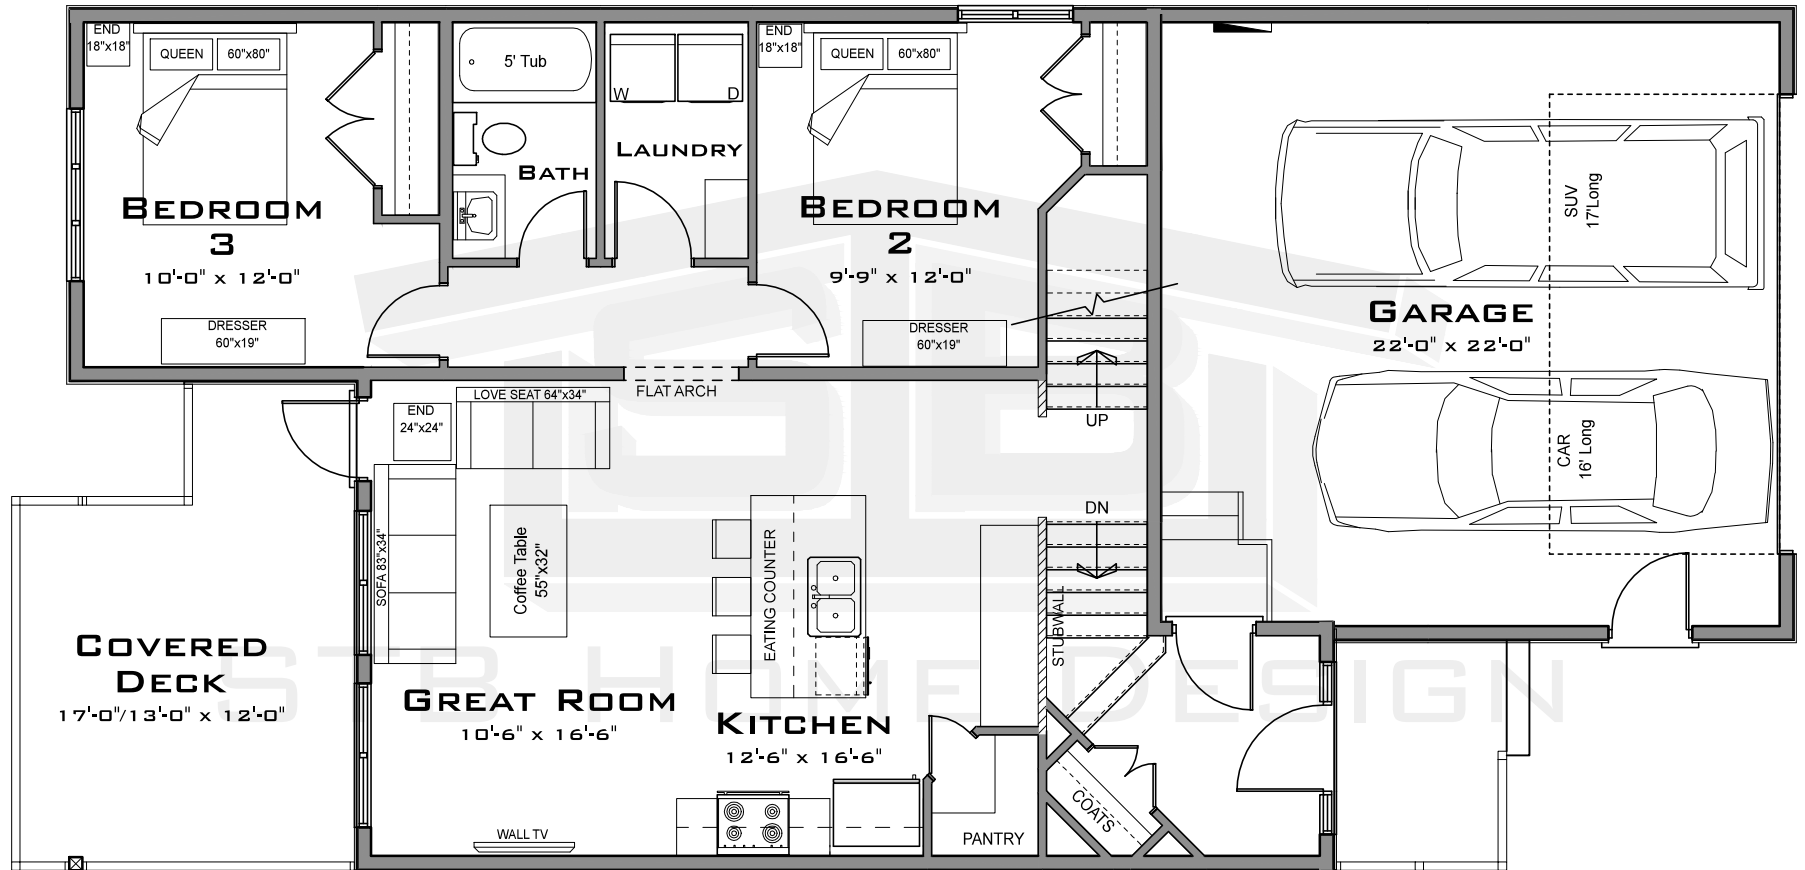 END
18"x18"
QUEEN
60"x80"
5' Tub
W
D
END
18"x18"
QUEEN
60"x80"
LAUNDRY
BATH
BEDROOM
3
10'-0" x 12'-0"
BEDROOM
2
9'-9" x 12'-0"
SUV
17'Long
GARAGE
22'-0" x 22'-0"
DRESSER
60"x19"
DRESSER
60"x19"
FLAT ARCH
LOVE SEAT 64"x34"
END
24"x24"
UP
CAR
16' Long
DN
SOFA 83"x34"
Coffee Table
55"x32"
EATING COUNTER
STUBWALL
COVERED
DECK
17'-0"/13'-0" x 12'-0"
GREAT ROOM
10'-6" x 16'-6"
KITCHEN
12'-6" x 16'-6"
COATS
WALL TV
PANTRY
STB HOME DESIGN